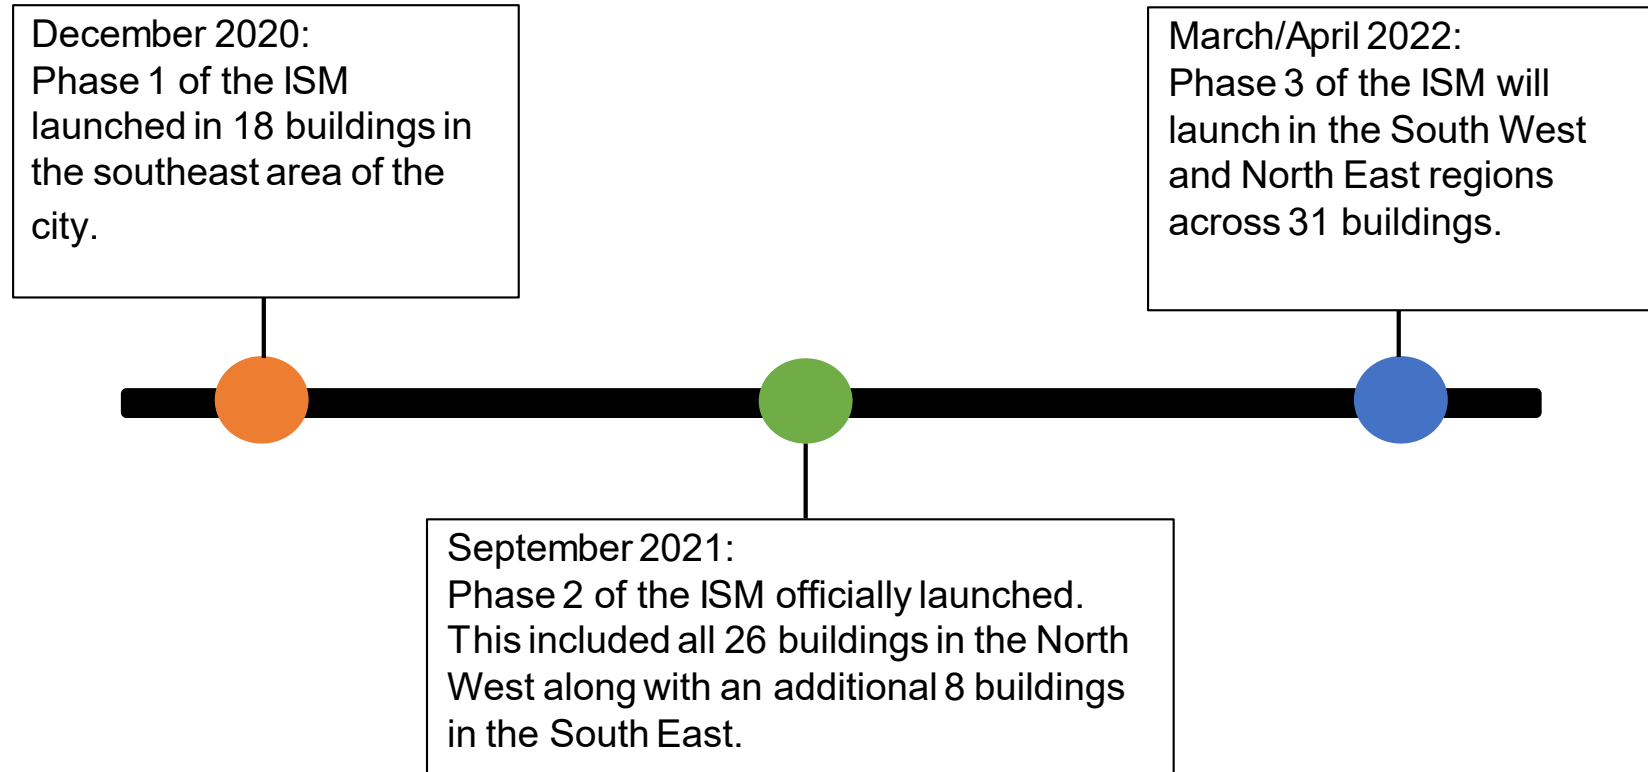 December 2020:
Phase 1 of the ISM
launched in 18 buildings in
the southeast area of the
city.
September 2021:
Phase 2 of the ISM officially launched.
This included all 26 buildings in the North
West along with an additional 8 buildings
in the South East.
March/April 2022:
Phase 3 of the ISM will
launch in the South West
and North East regions
across 31 buildings.